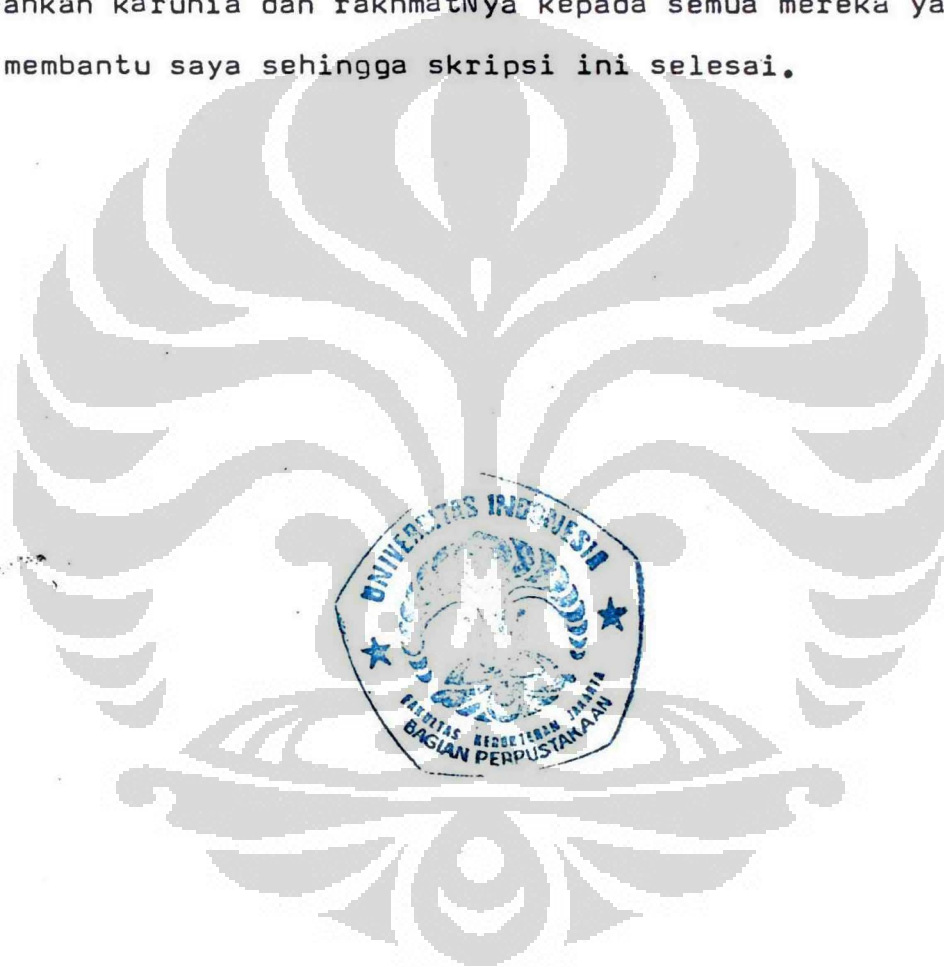 ankan karunia dan rakhmatNya kepada semua mereka ya
membantu saya sehingga skripsi ini selesai.
UNIVERSITAS INDONESIA
FAKULTAS KEDOKTERAN JAKARTA
BAGIAN PERPUSTAKAAN